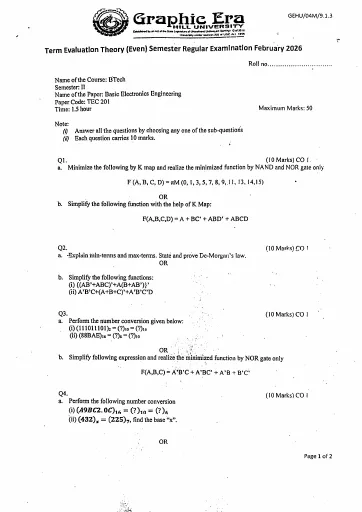 GEHU/04M/9.1.3
Graphic Era
HILL UNIVERSITY
Term Evaluation Theory (Even) Semester Regular Examination February 2026
Roll no
Name of the Course: BTech
Semester: II
Name of the Paper: Basic Electronics Engineering
Paper Code: TEC 201
Time: 1.5 hour Maximum Marks: 50
Note:
(i) Answer all the questions by choosing any one of the sub-questions
(ii) Each question carries 10 marks.
Q1. (10 Marks) CO 1
a. Minimize the following by K map and realize the minimized function by NAND and NOR gate only
F (A, B, C, D) = πM (0, 1, 3, 5, 7, 8, 9, 11, 13, 14,15)
OR
b. Simplify the following function with the help of K Map:
F(A,B,C,D) = A + BC' + ABD' + ABCD
Q2. (10 Marks) CO 1
a. Explain min-terms and max-terms. State and prove De-Morgan's law.
OR
b. Simplify the following functions:
(i) {(AB'+ABC)'+A(B+AB')}'
(ii) A'B'C+(A+B+C)'+A'B'C'D
Q3. (10 Marks) CO 1
a. Perform the number conversion given below:
(i) (111011101)₂ = (?)₁₀ = (?)₁₆
(ii) (88BAE)₁₆ = (?)₈ = (?)₁₀
OR
b. Simplify following expression and realize the minimized function by NOR gate only
F(A,B,C) = A'B'C + A'BC' + A'B + B'C'
Q4. (10 Marks) CO 1
a. Perform the following number conversion
(i) (A9BC2.0C)₁₆ = (?)₁₀ = (?)₈
(ii) (432)ₓ = (225)₇, find the base "x".
OR
Page 1 of 2